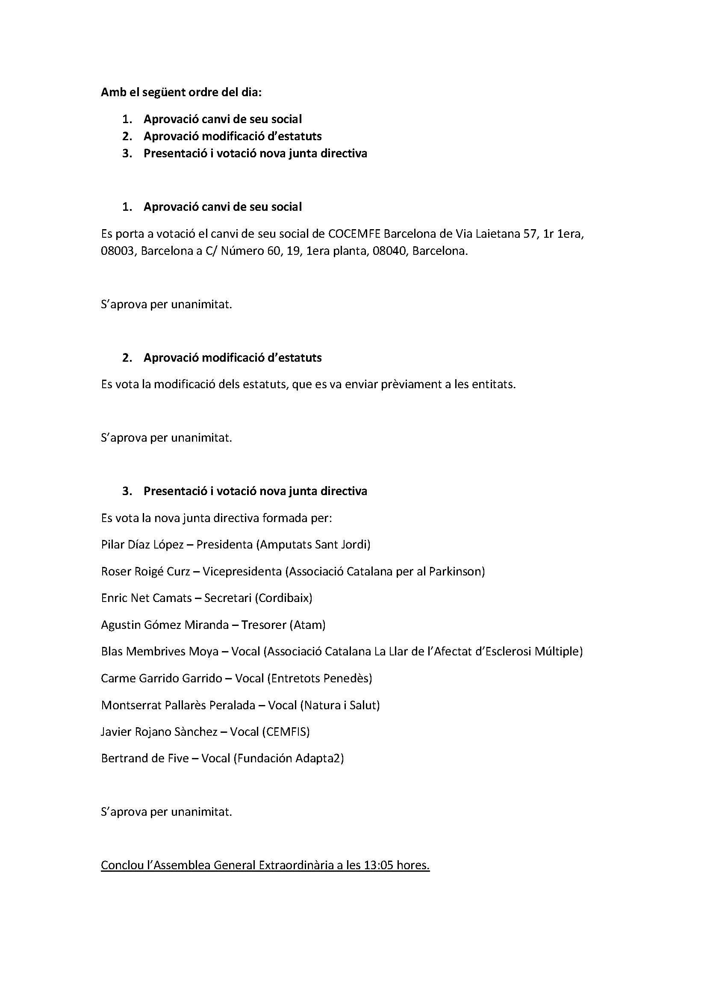 Amb el següent ordre del dia:
1. Aprovació canvi de seu social
2. Aprovació modificació d’estatuts
3. Presentació i votació nova junta directiva
1. Aprovació canvi de seu social
Es porta a votació el canvi de seu social de COCEMFE Barcelona de Via Laietana 57, 1r 1era,
08003, Barcelona a C/ Número 60, 19, 1era planta, 08040, Barcelona.
S’aprova per unanimitat.
2. Aprovació modificació d’estatuts
Es vota la modificació dels estatuts, que es va enviar prèviament a les entitats.
S’aprova per unanimitat.
3. Presentació i votació nova junta directiva
Es vota la nova junta directiva formada per:
Pilar Díaz López – Presidenta (Amputats Sant Jordi)
Roser Roigé Curz – Vicepresidenta (Associació Catalana per al Parkinson)
Enric Net Camats – Secretari (Cordibaix)
Agustin Gómez Miranda – Tresorer (Atam)
Blas Membrives Moya – Vocal (Associació Catalana La Llar de l’Afectat d’Esclerosi Múltiple)
Carme Garrido Garrido – Vocal (Entretots Penedès)
Montserrat Pallarès Peralada – Vocal (Natura i Salut)
Javier Rojano Sànchez – Vocal (CEMFIS)
Bertrand de Five – Vocal (Fundación Adapta2)
S’aprova per unanimitat.
Conclou l’Assemblea General Extraordinària a les 13:05 hores.